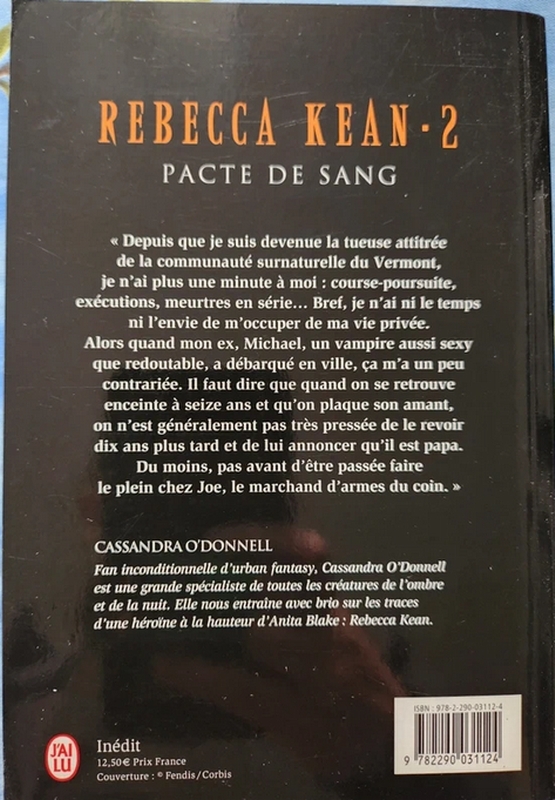 REBECCA KEAN · 2
PACTE DE SANG
« Depuis que je suis devenue la tueuse attitrée
de la communauté surnaturelle du Vermont,
je n'ai plus une minute à moi : course-poursuite,
exécutions, meurtres en série... Bref, je n'ai ni le temps
ni l'envie de m'occuper de ma vie privée.
Alors quand mon ex, Michael, un vampire aussi sexy
que redoutable, a débarqué en ville, ça m'a un peu
contrariée. Il faut dire que quand on se retrouve
enceinte à seize ans et qu'on plaque son amant,
on n'est généralement pas très pressée de le revoir
dix ans plus tard et de lui annoncer qu'il est papa.
Du moins, pas avant d'être passée faire
le plein chez Joe, le marchand d'armes du coin. »
CASSANDRA O'DONNELL
Fan inconditionnelle d'urban fantasy, Cassandra O'Donnell
est une grande spécialiste de toutes les créatures de l'ombre
et de la nuit. Elle nous entraîne avec brio sur les traces
d'une héroïne à la hauteur d'Anita Blake : Rebecca Kean.
J'AI
LU
Inédit
12,50 € Prix France
Couverture : © Fendis / Corbis
ISBN : 978-2-290-03112-4
9 782290 031124